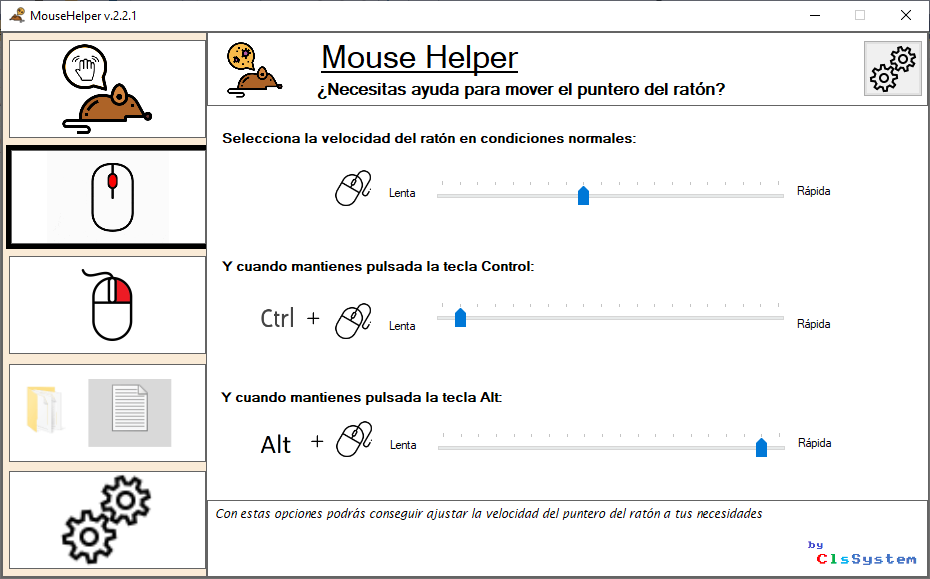 MouseHelper v.2.2.1
Mouse Helper
¿Necesitas ayuda para mover el puntero del ratón?
Selecciona la velocidad del ratón en condiciones normales:
Lenta
Rápida
Y cuando mantienes pulsada la tecla Control:
Ctrl +
Lenta
Rápida
Y cuando mantienes pulsada la tecla Alt:
Alt +
Lenta
Rápida
Con estas opciones podrás conseguir ajustar la velocidad del puntero del ratón a tus necesidades
by
ClsSystem